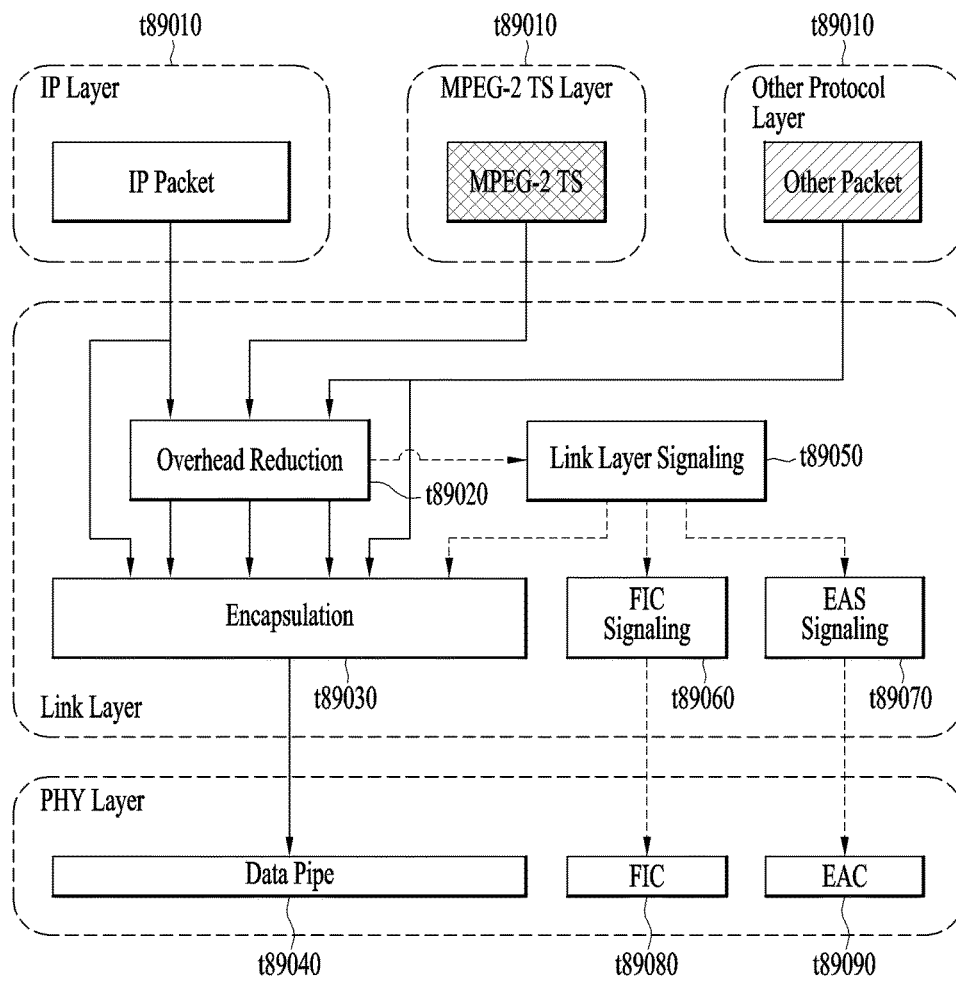 t89010
t89010
t89010
IP Layer
MPEG-2 TS Layer
Other Protocol
Layer
IP Packet
MPEG-2 TS
Other Packet
Overhead Reduction
Link Layer Signaling
t89050
t89020
Encapsulation
FIC
Signaling
EAS
Signaling
t89030
t89060
t89070
Link Layer
PHY Layer
Data Pipe
FIC
EAC
t89040
t89080
t89090